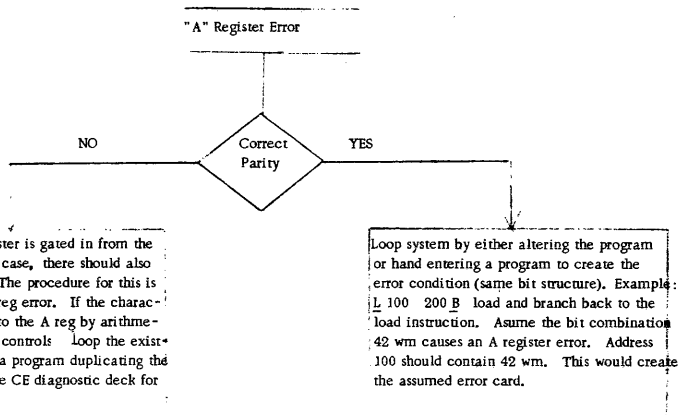 "A" Register Error
NO
Correct
Parity
YES
ster is gated in from the
case, there should also
The procedure for this is
reg error. If the charac-
to the A reg by arithme-
controls Loop the exist-
a program duplicating the
e CE diagnostic deck for
Loop system by either altering the program
or hand entering a program to create the
error condition (same bit structure). Example:
L 100 200 B load and branch back to the
load instruction. Asume the bit combination
42 wm causes an A register error. Address
100 should contain 42 wm. This would create
the assumed error card.